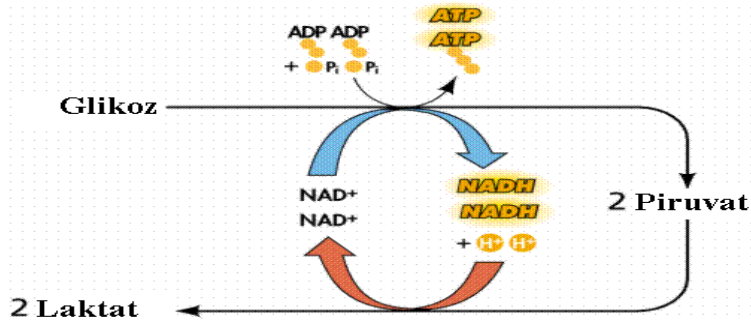 ADP ADP
+ Pi Pi
ATP
ATP
Glikoz
NAD+
NAD+
NADH
NADH
+ H+ H+
2 Piruvat
2 Laktat